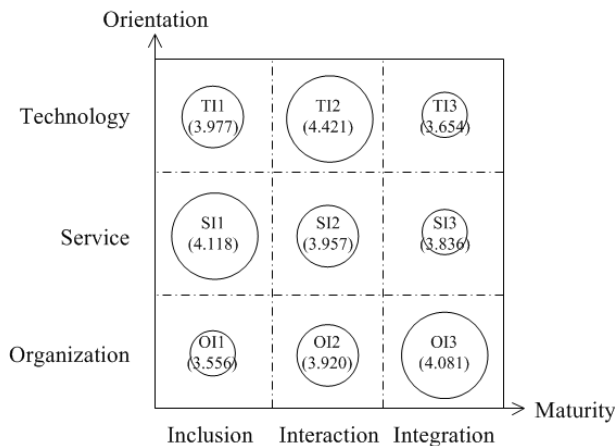 Orientation
Technology
TI1
(3.977)
TI2
(4.421)
TI3
(3.654)
Service
SI1
(4.118)
SI2
(3.957)
SI3
(3.836)
Organization
OI1
(3.556)
OI2
(3.920)
OI3
(4.081)
Maturity
Inclusion
Interaction
Integration